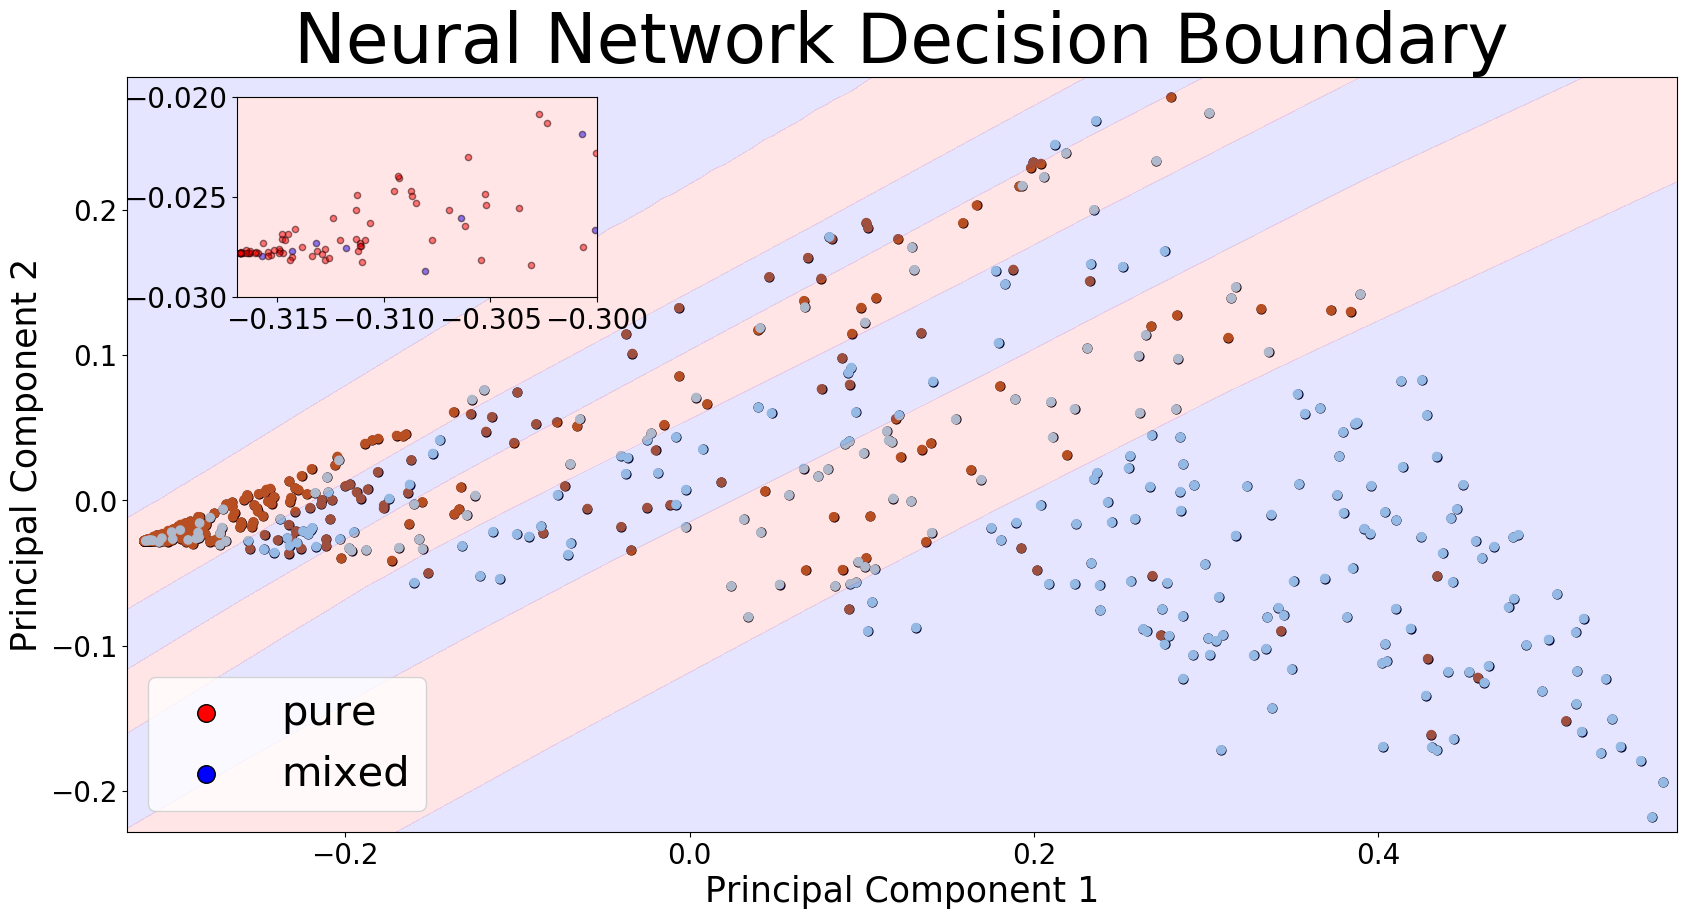 Neural Network Decision Boundary
−0.020
−0.025
−0.030
−0.315 −0.310 −0.305 −0.300
0.2
0.1
0.0
−0.1
−0.2
Principal Component 2
pure
mixed
−0.2 0.0 0.2 0.4
Principal Component 1